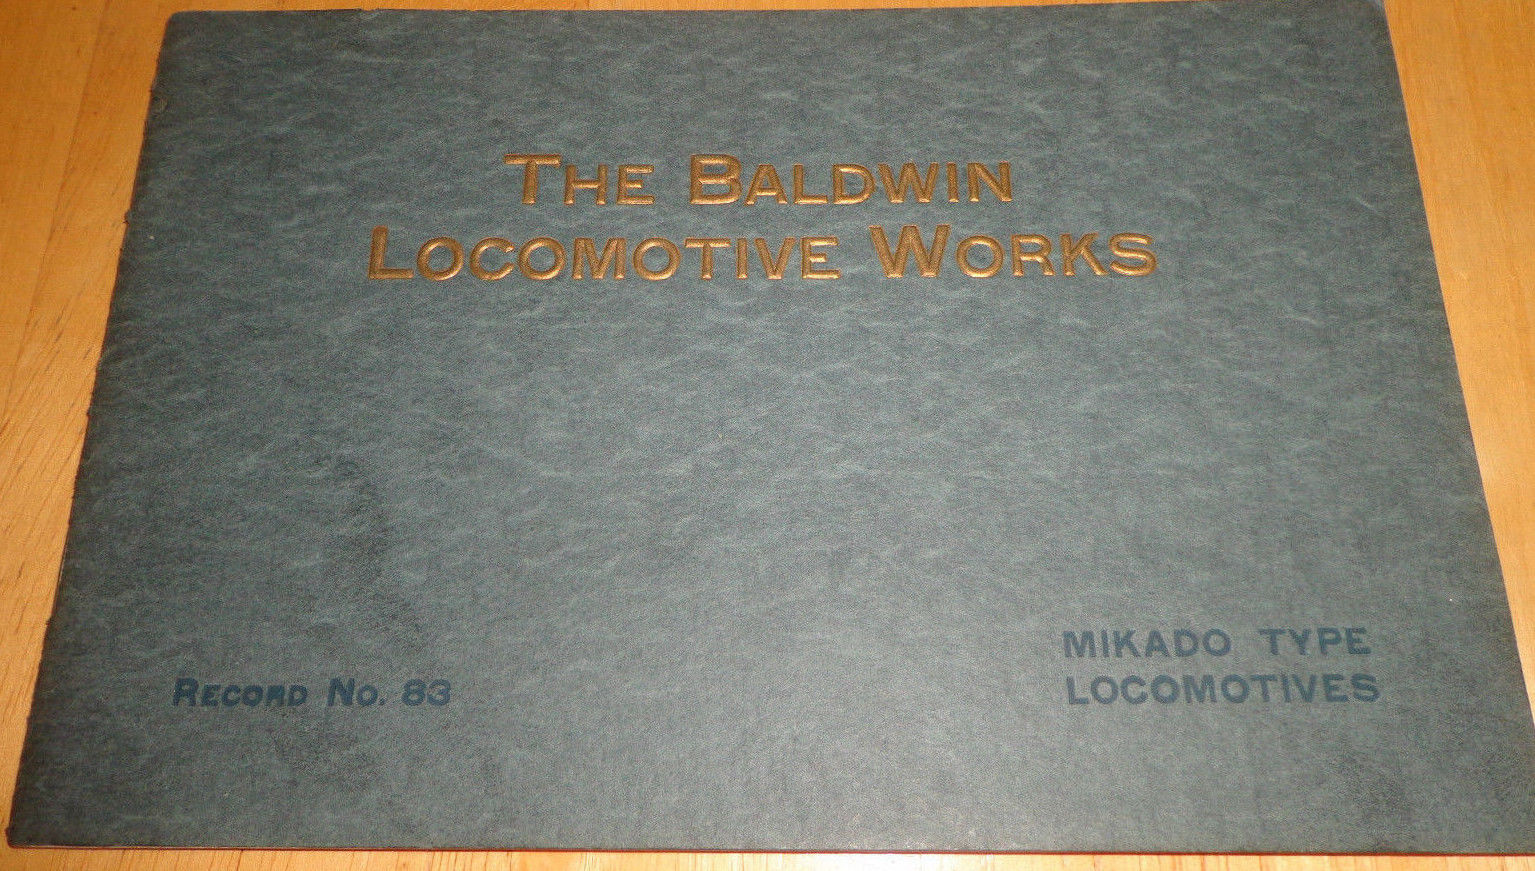 The Baldwin
Locomotive Works
Record No. 83
MIKADO TYPE
LOCOMOTIVES